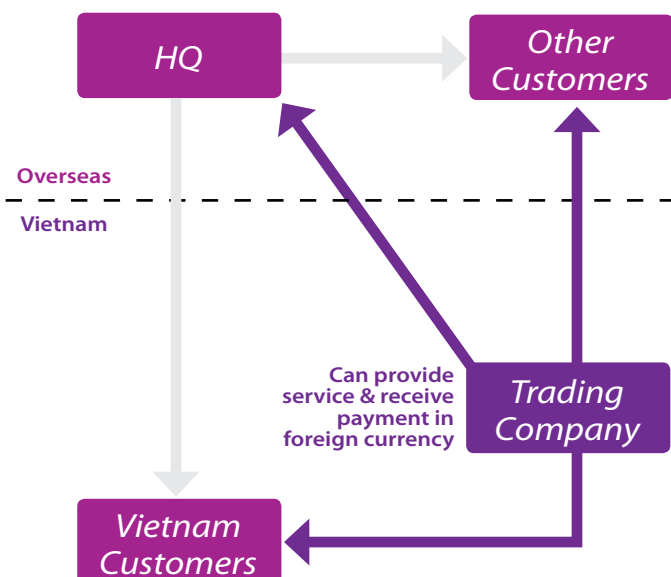 HQ
Other
Customers
Overseas
Vietnam
Can provide
service & receive
payment in
foreign currency
Trading
Company
Vietnam
Customers